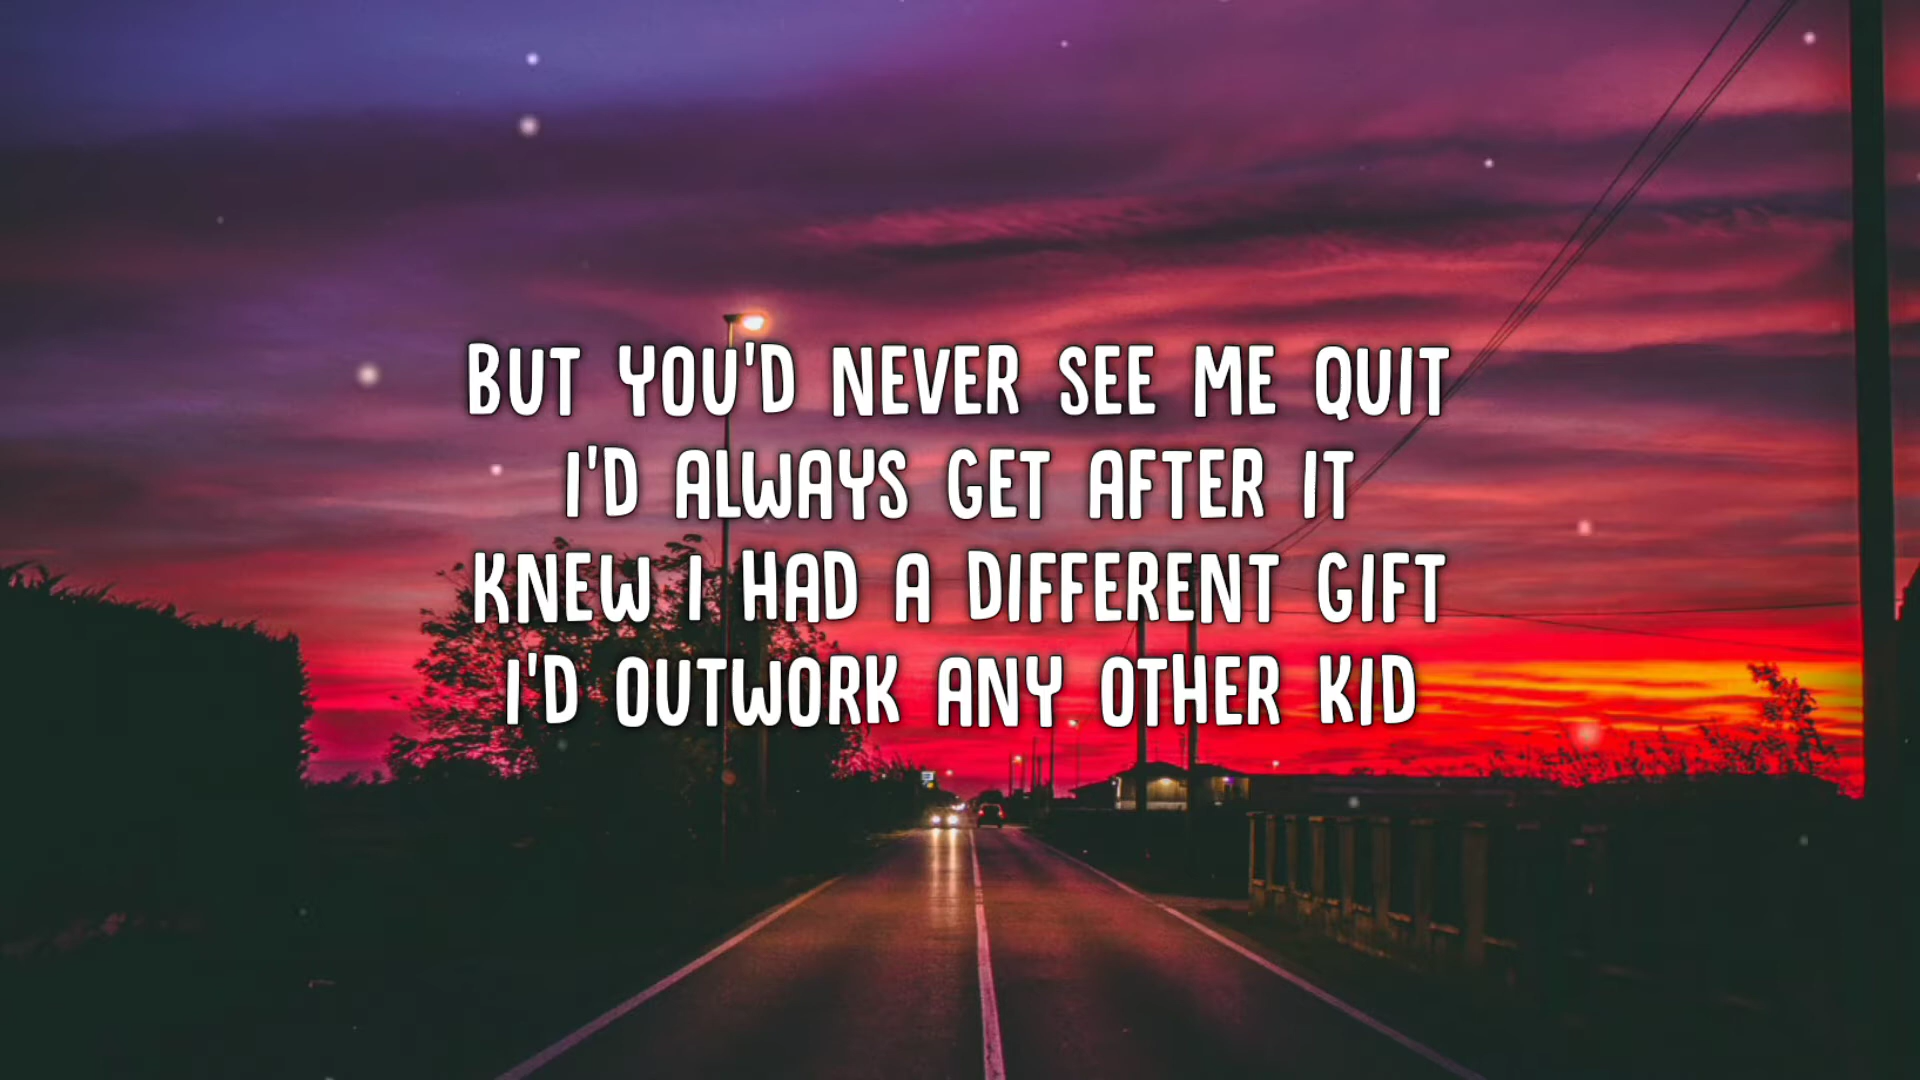 BUT YOU'D NEVER SEE ME QUIT
I'D ALWAYS GET AFTER IT
KNEW I HAD A DIFFERENT GIFT
I'D OUTWORK ANY OTHER KID